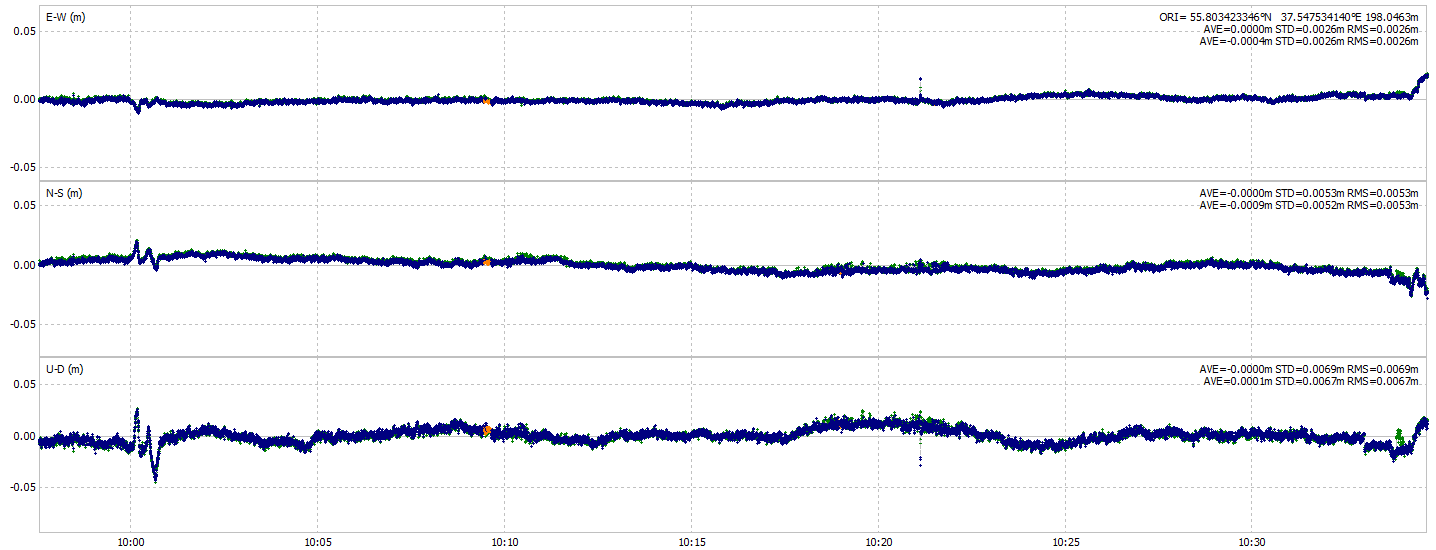 E-W (m)
ORI= 55.803423346°N 37.547534140°E 198.0463m
AVE=0.0000m STD=0.0026m RMS=0.0026m
AVE=-0.0004m STD=0.0026m RMS=0.0026m
0.05
0.00
-0.05
N-S (m)
AVE=-0.0000m STD=0.0053m RMS=0.0053m
AVE=-0.0009m STD=0.0052m RMS=0.0053m
0.05
0.00
-0.05
U-D (m)
AVE=-0.0000m STD=0.0069m RMS=0.0069m
AVE=0.0001m STD=0.0067m RMS=0.0067m
0.05
0.00
-0.05
10:00 10:05 10:10 10:15 10:20 10:25 10:30